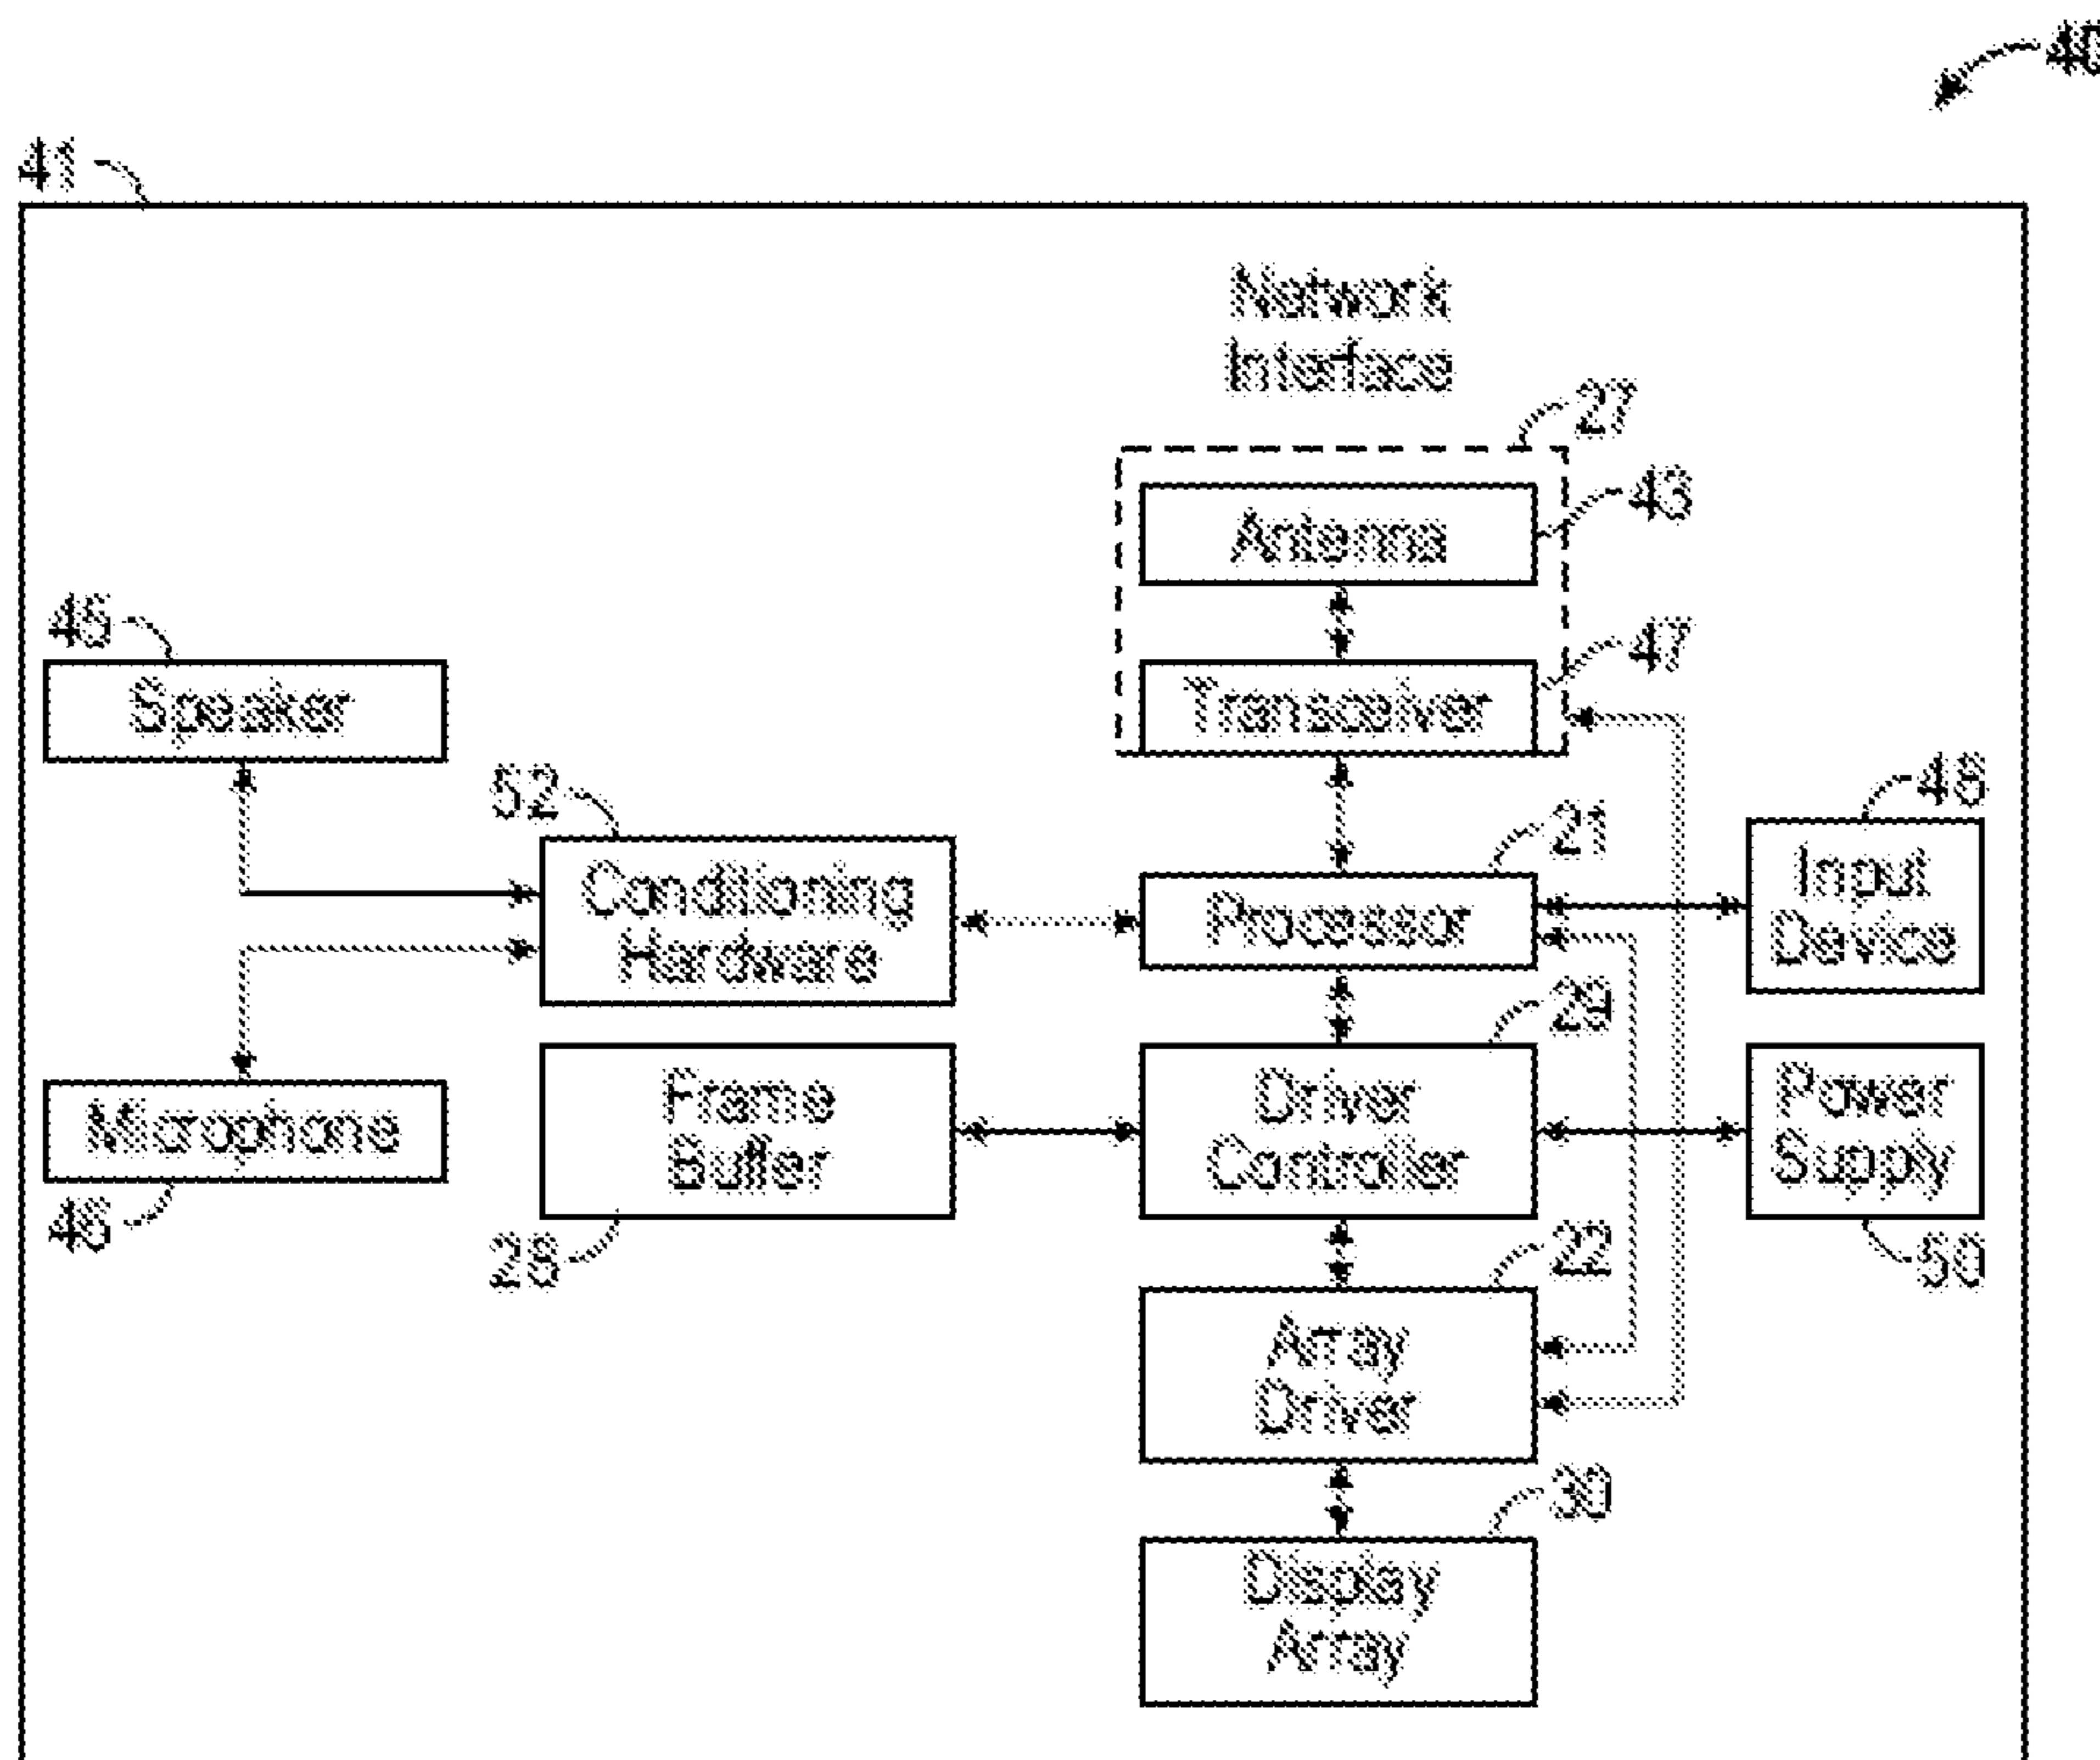 40
41
Network
Interface
27
Antenna
43
45
47
Speaker
Transceiver
52
48
21
Conditioning
Hardware
Processor
Input
Device
29
Microphone
Frame
Buffer
Driver
Controller
Power
Supply
46
28
22
50
Array
Driver
30
Display
Array